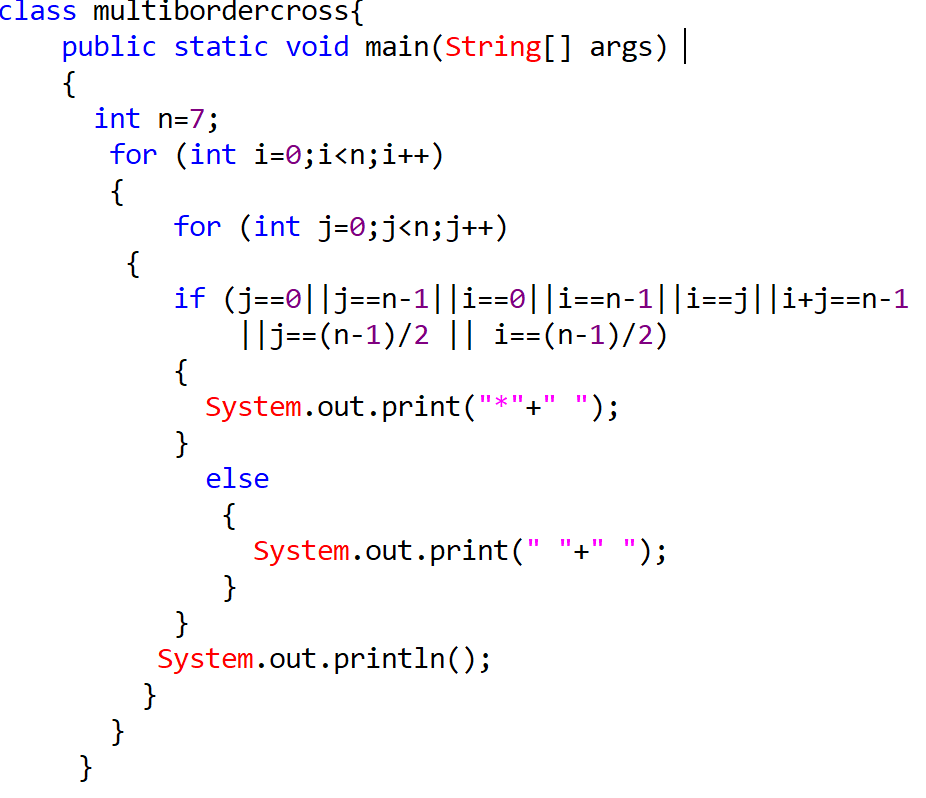 class multibordercross{
public static void main(String[] args)
{
int n=7;
for (int i=0;i<n;i++)
{
for (int j=0;j<n;j++)
{
if (j==0||j==n-1||i==0||i==n-1||i==j||i+j==n-1
||j==(n-1)/2 || i==(n-1)/2)
{
System.out.print("*"+" ");
}
else
{
System.out.print(" "+" ");
}
}
System.out.println();
}
}
}